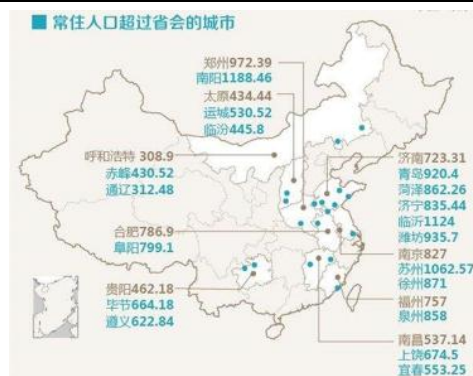 常住人口超过省会的城市
郑州972.39
南阳1188.46
太原434.44
运城530.52
临汾445.8
呼和浩特 308.9
赤峰430.52
通辽312.48
合肥786.9
阜阳799.1
贵阳462.18
毕节664.18
遵义622.84
济南723.31
青岛920.4
菏泽862.26
济宁835.44
临沂1124
潍坊935.7
南京827
苏州1062.57
徐州871
福州757
泉州858
南昌537.14
上饶674.5
宜春553.25